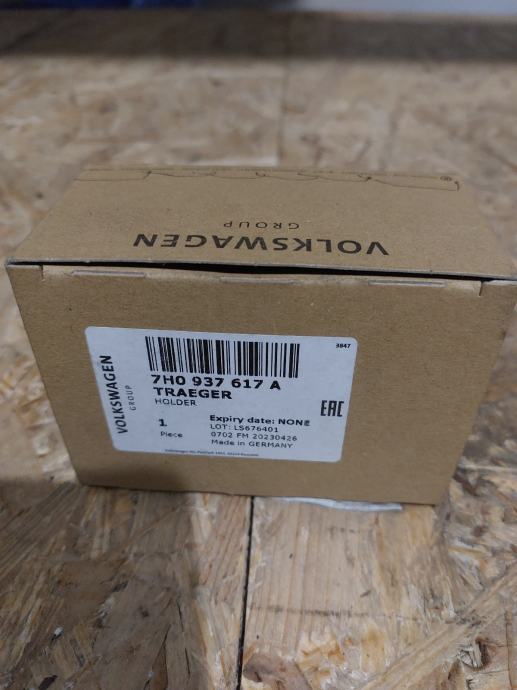 VOLKSWAGEN
GROUP
3847
7H0 937 617 A
TRAEGER
HOLDER
VOLKSWAGEN
GROUP
1
Piece
Expiry date: NONE
LOT: LS676401
0702 FM 20230426
Made in GERMANY
EAC